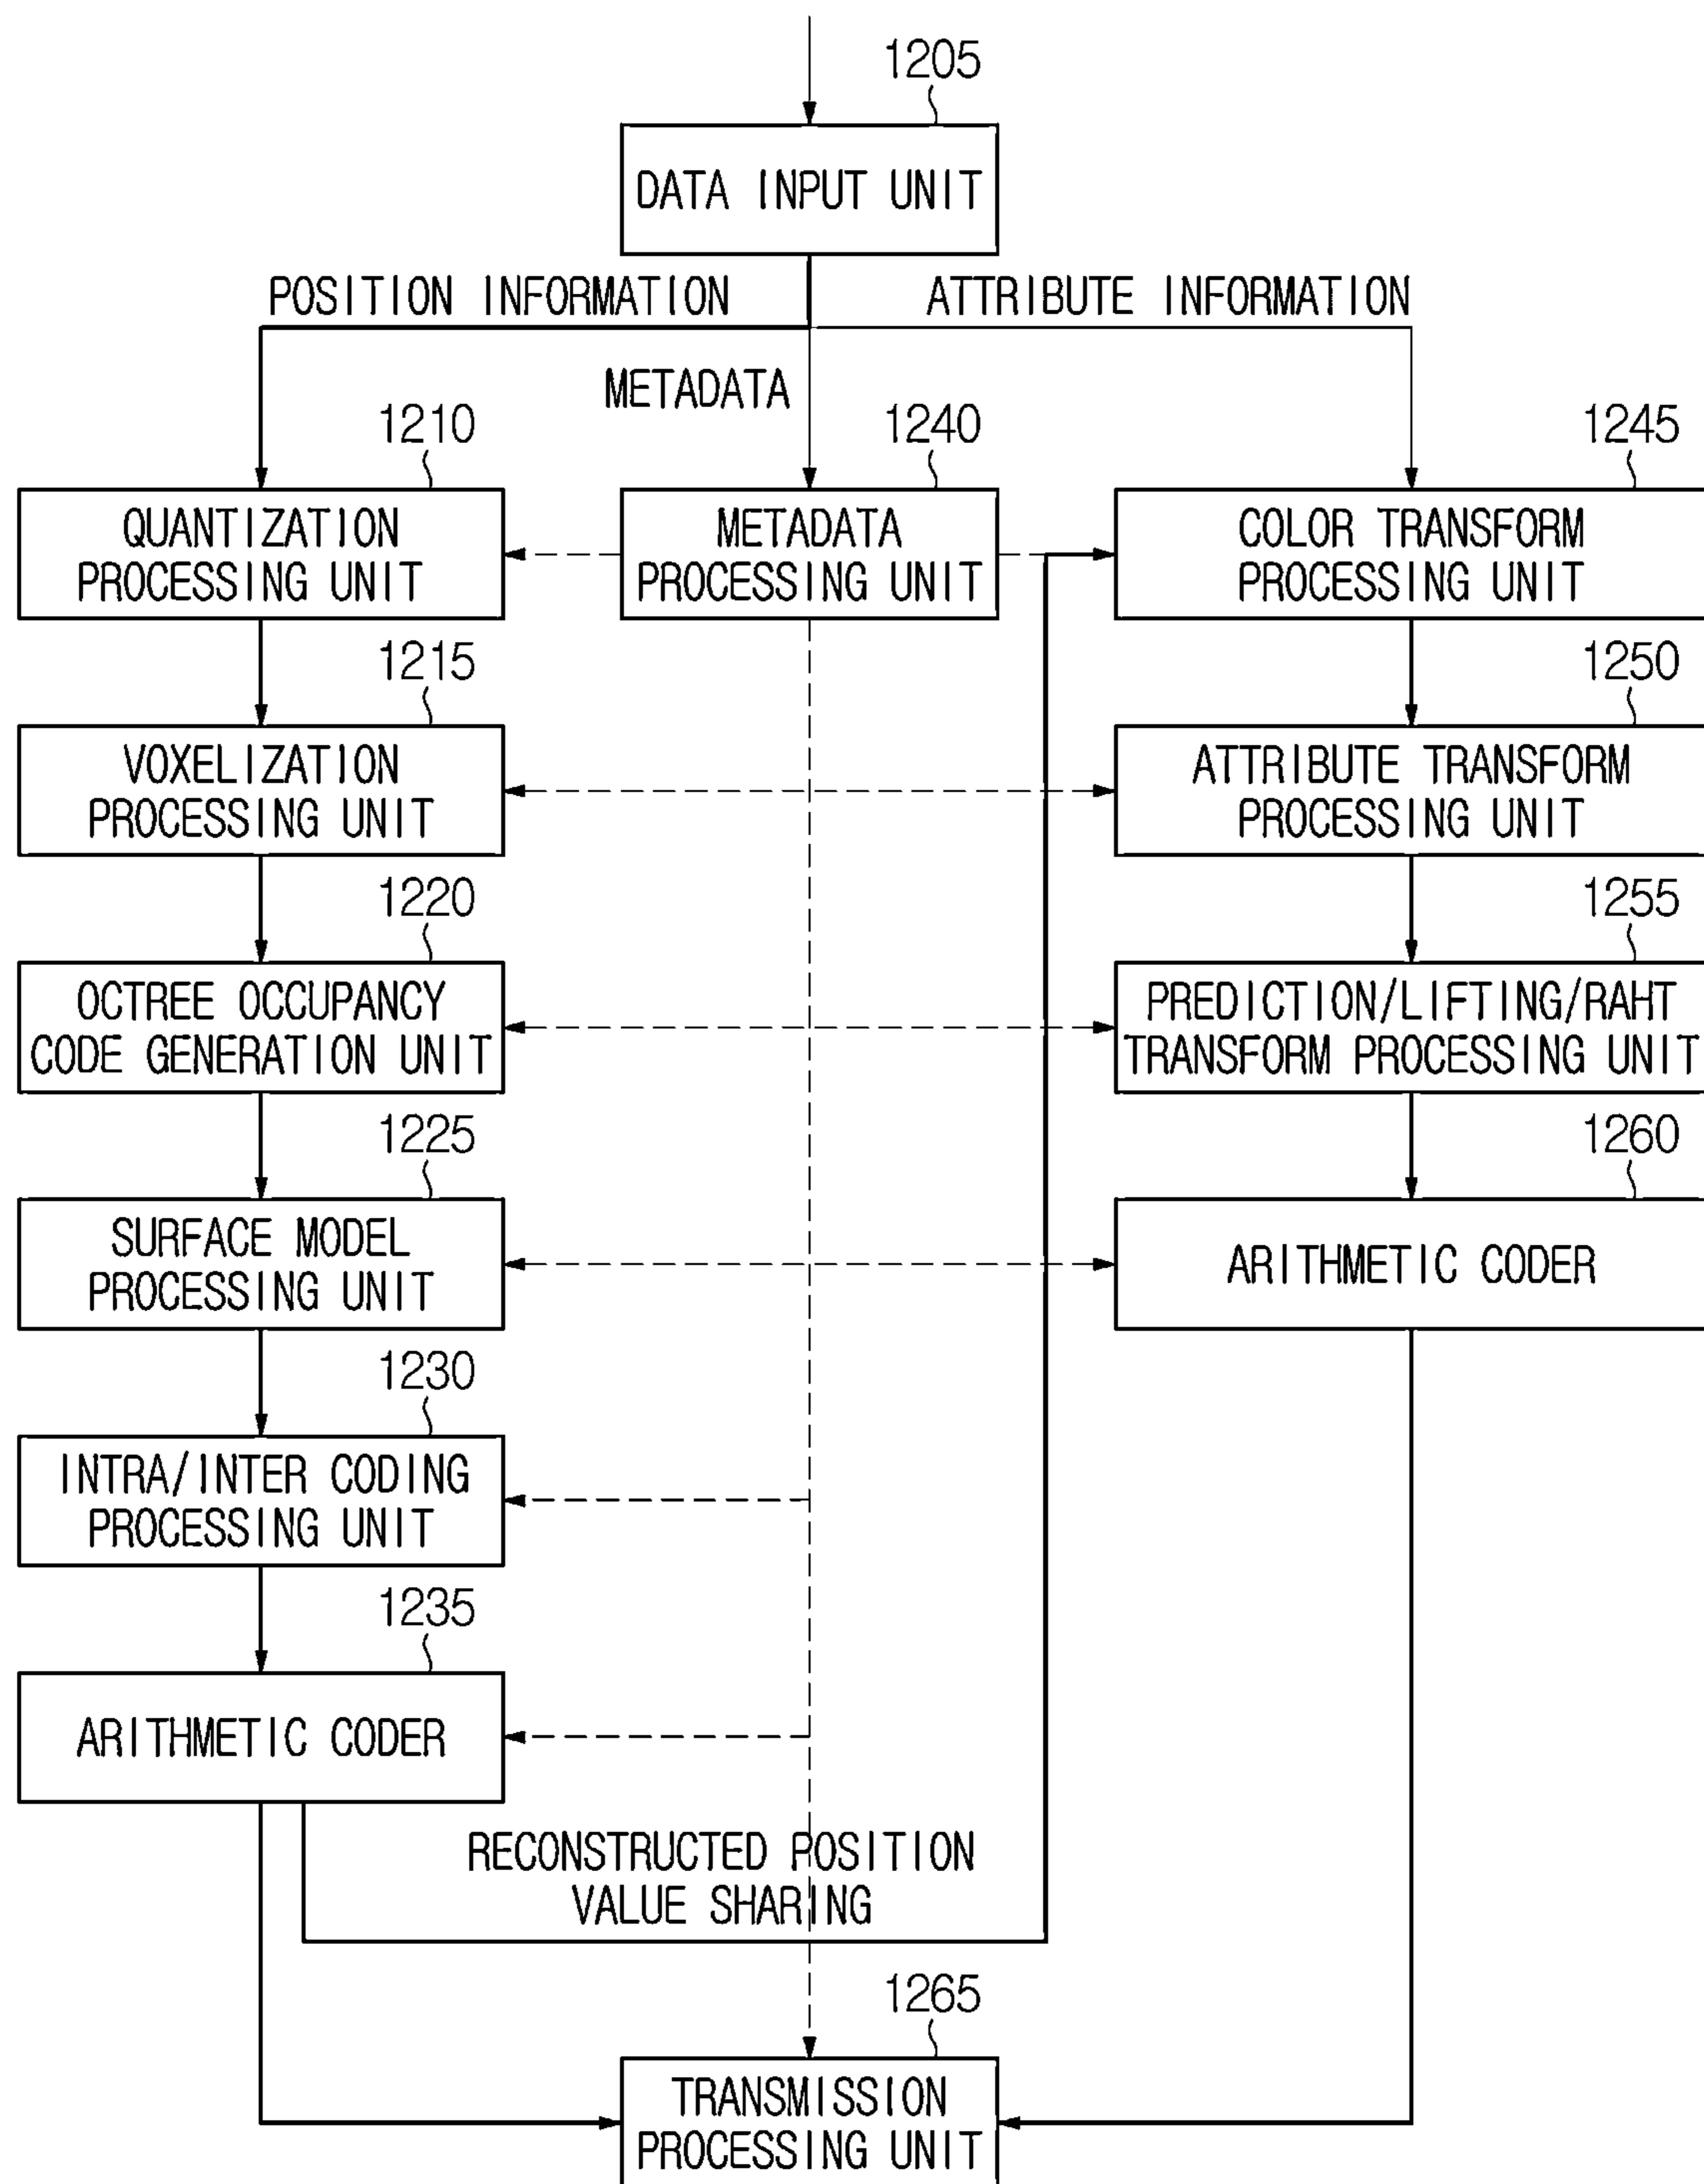 1205
DATA INPUT UNIT
POSITION INFORMATION
ATTRIBUTE INFORMATION
METADATA
1210
1240
1245
QUANTIZATION
PROCESSING UNIT
METADATA
PROCESSING UNIT
COLOR TRANSFORM
PROCESSING UNIT
1215
1250
VOXELIZATION
PROCESSING UNIT
ATTRIBUTE TRANSFORM
PROCESSING UNIT
1220
1255
OCTREE OCCUPANCY
CODE GENERATION UNIT
PREDICTION/LIFTING/RAHT
TRANSFORM PROCESSING UNIT
1225
1260
SURFACE MODEL
PROCESSING UNIT
ARITHMETIC CODER
1230
INTRA/INTER CODING
PROCESSING UNIT
1235
ARITHMETIC CODER
RECONSTRUCTED POSITION
VALUE SHARING
1265
TRANSMISSION
PROCESSING UNIT